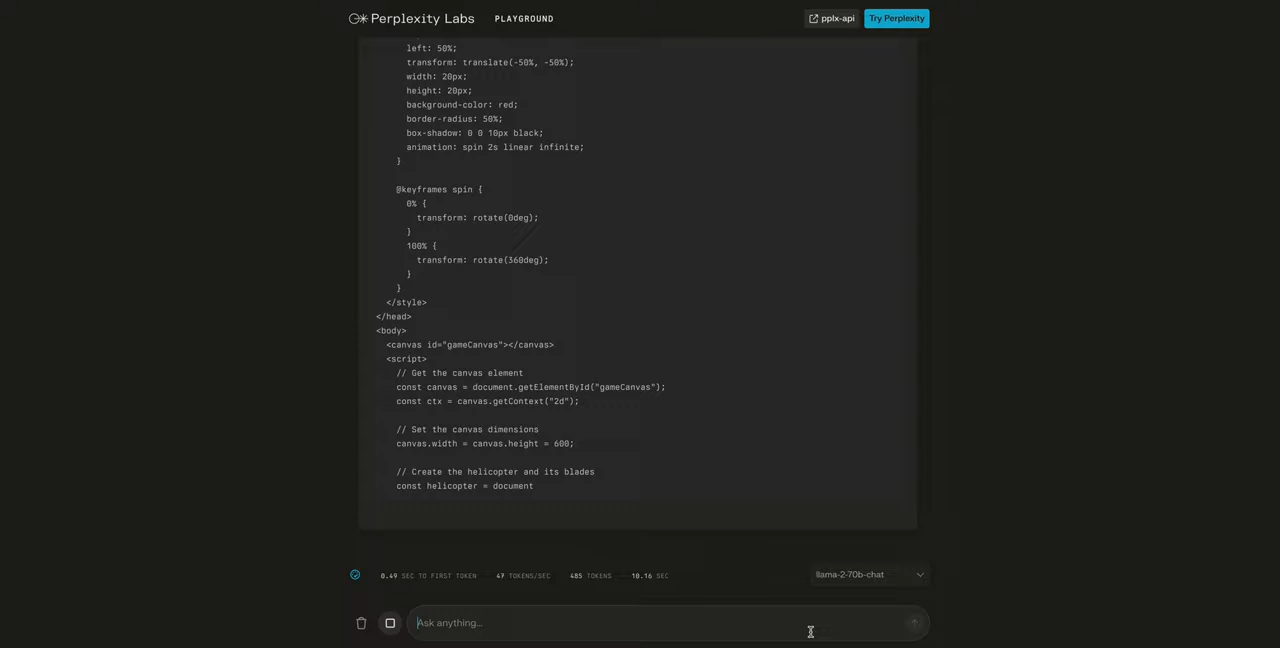 Perplexity Labs PLAYGROUND pplx-api Try Perplexity
left: 50%;
transform: translate(-50%, -50%);
width: 20px;
height: 20px;
background-color: red;
border-radius: 50%;
box-shadow: 0 0 10px black;
animation: spin 2s linear infinite;
}
@keyframes spin {
0% {
transform: rotate(0deg);
}
100% {
transform: rotate(360deg);
}
}
</style>
</head>
<body>
<canvas id="gameCanvas"></canvas>
<script>
// Get the canvas element
const canvas = document.getElementById("gameCanvas");
const ctx = canvas.getContext("2d");
// Set the canvas dimensions
canvas.width = canvas.height = 600;
// Create the helicopter and its blades
const helicopter = document
0.49 SEC TO FIRST TOKEN 47 TOKENS/SEC 485 TOKENS 10.16 SEC llama-2-70b-chat
Ask anything...